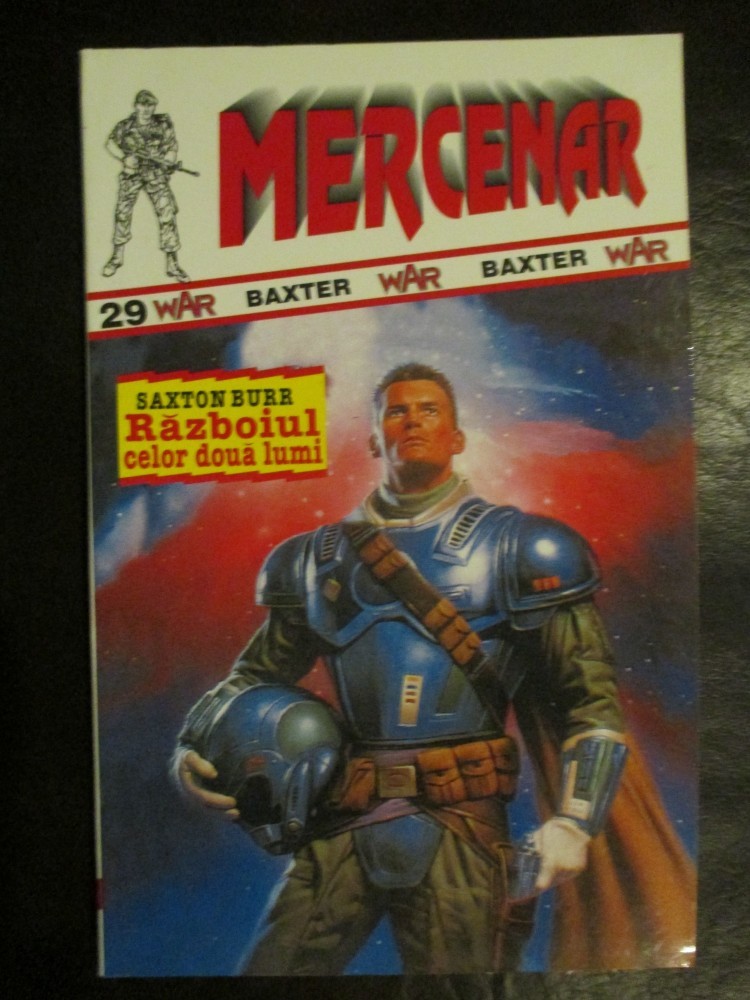 MERCENAR
29 WAR BAXTER WAR BAXTER WAR
SAXTON BURR
Războiul
celor două lumi